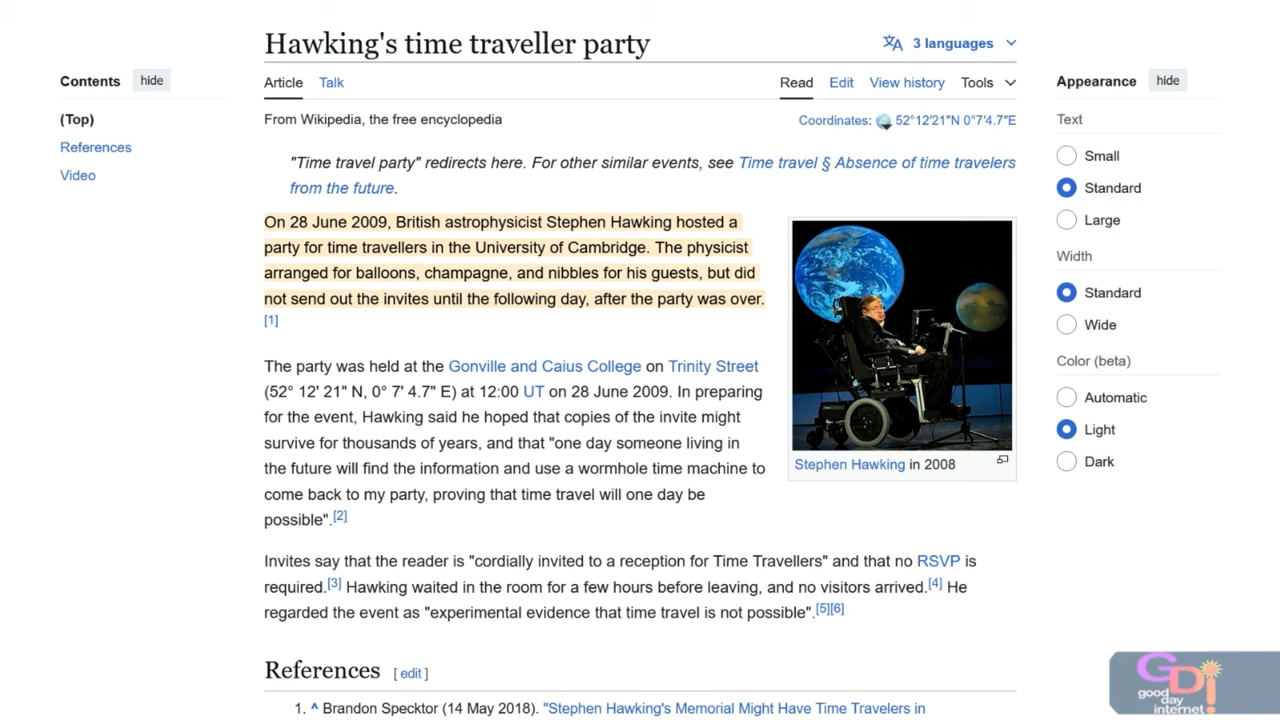 Hawking's time traveller party
3 languages
Contents hide
(Top)
References
Video
Article Talk
Read Edit View history Tools
From Wikipedia, the free encyclopedia
Coordinates: 52°12′21″N 0°7′4.7″E
"Time travel party" redirects here. For other similar events, see Time travel § Absence of time travelers
from the future.
On 28 June 2009, British astrophysicist Stephen Hawking hosted a
party for time travellers in the University of Cambridge. The physicist
arranged for balloons, champagne, and nibbles for his guests, but did
not send out the invites until the following day, after the party was over.
[1]
The party was held at the Gonville and Caius College on Trinity Street
(52° 12' 21" N, 0° 7' 4.7" E) at 12:00 UT on 28 June 2009. In preparing
for the event, Hawking said he hoped that copies of the invite might
survive for thousands of years, and that "one day someone living in
the future will find the information and use a wormhole time machine to
come back to my party, proving that time travel will one day be
possible".[2]
Stephen Hawking in 2008
Invites say that the reader is "cordially invited to a reception for Time Travellers" and that no RSVP is
required.[3] Hawking waited in the room for a few hours before leaving, and no visitors arrived.[4] He
regarded the event as "experimental evidence that time travel is not possible".[5][6]
References [ edit ]
1. ^ Brandon Specktor (14 May 2018). "Stephen Hawking's Memorial Might Have Time Travelers in
Appearance hide
Text
Small
Standard
Large
Width
Standard
Wide
Color (beta)
Automatic
Light
Dark
GDi
good
day
internet